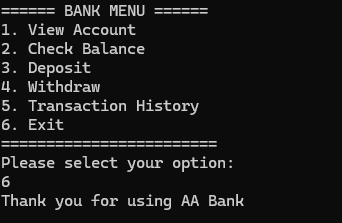 ====== BANK MENU ======
1. View Account
2. Check Balance
3. Deposit
4. Withdraw
5. Transaction History
6. Exit
========================
Please select your option:
6
Thank you for using AA Bank